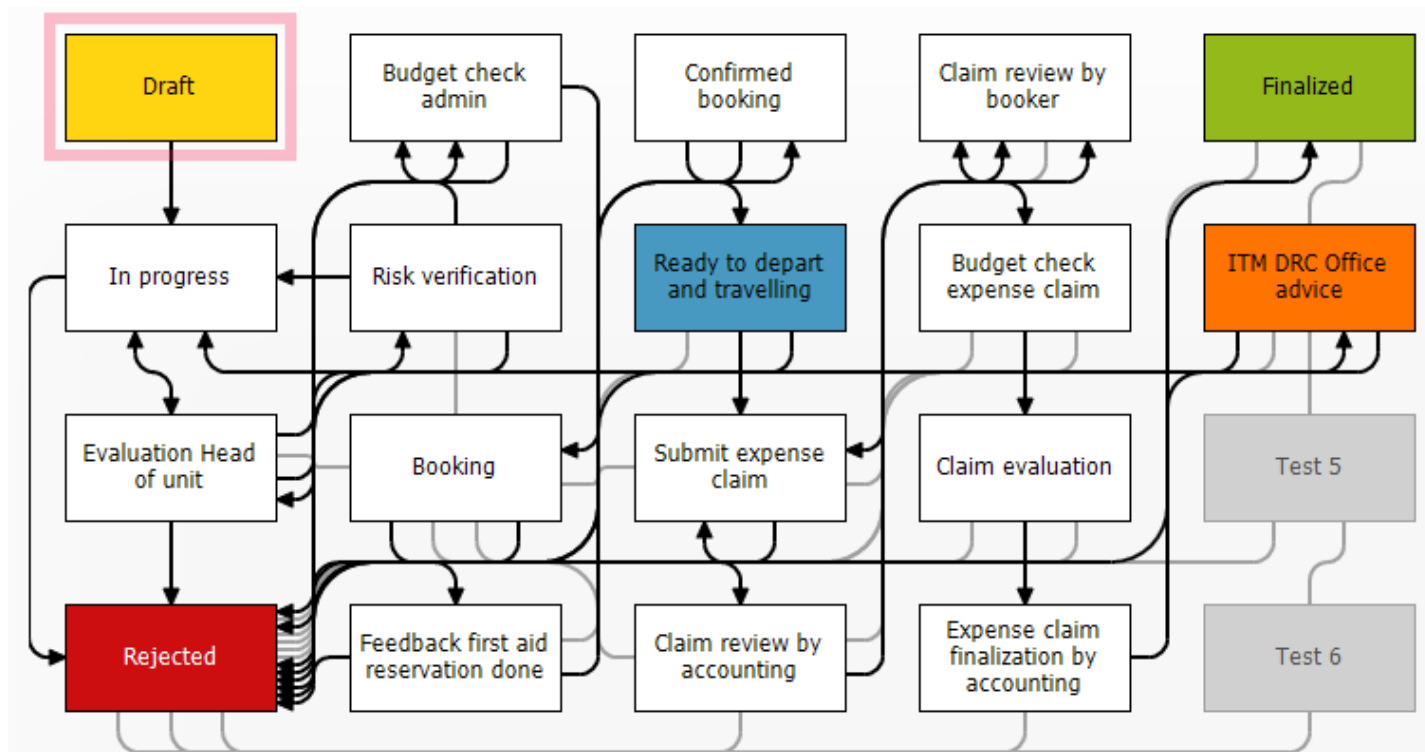 Draft
Budget check
admin
Confirmed
booking
Claim review by
booker
Finalized
In progress
Risk verification
Ready to depart
and travelling
Budget check
expense claim
ITM DRC Office
advice
Evaluation Head
of unit
Booking
Submit expense
claim
Claim evaluation
Test 5
Rejected
Feedback first aid
reservation done
Claim review by
accounting
Expense claim
finalization by
accounting
Test 6